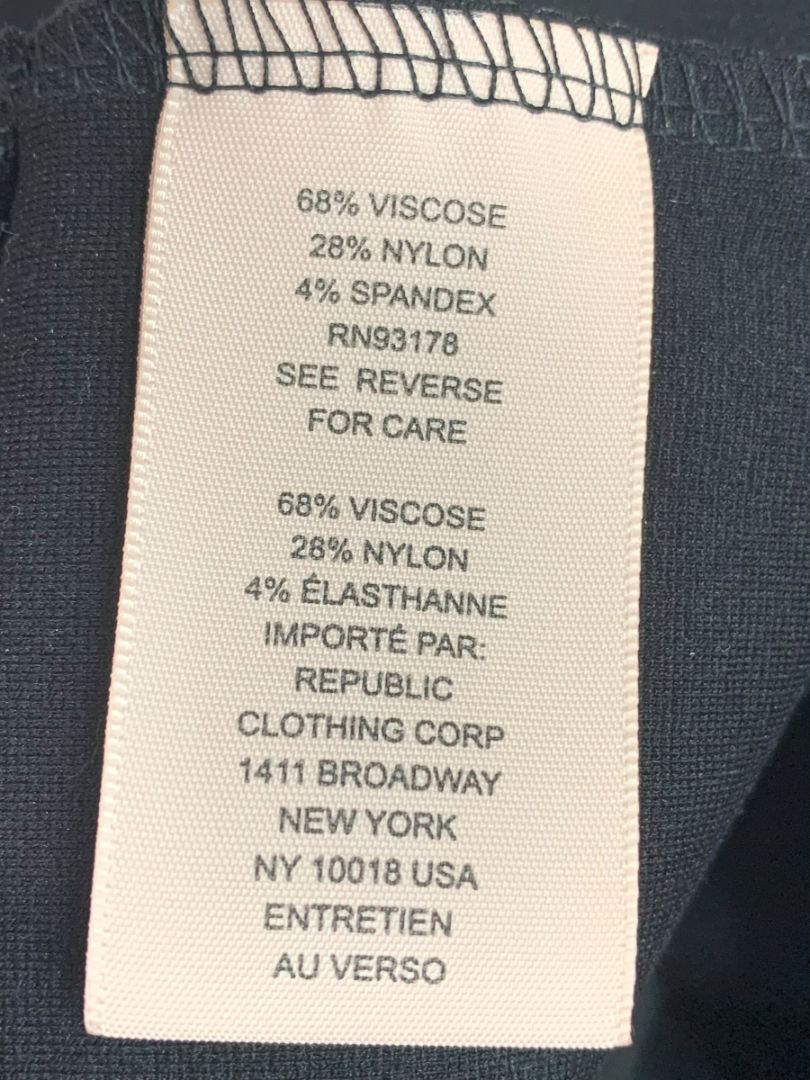 68% VISCOSE
28% NYLON
4% SPANDEX
RN93178
SEE REVERSE
FOR CARE
68% VISCOSE
28% NYLON
4% ÉLASTHANNE
IMPORTÉ PAR:
REPUBLIC
CLOTHING CORP
1411 BROADWAY
NEW YORK
NY 10018 USA
ENTRETIEN
AU VERSO